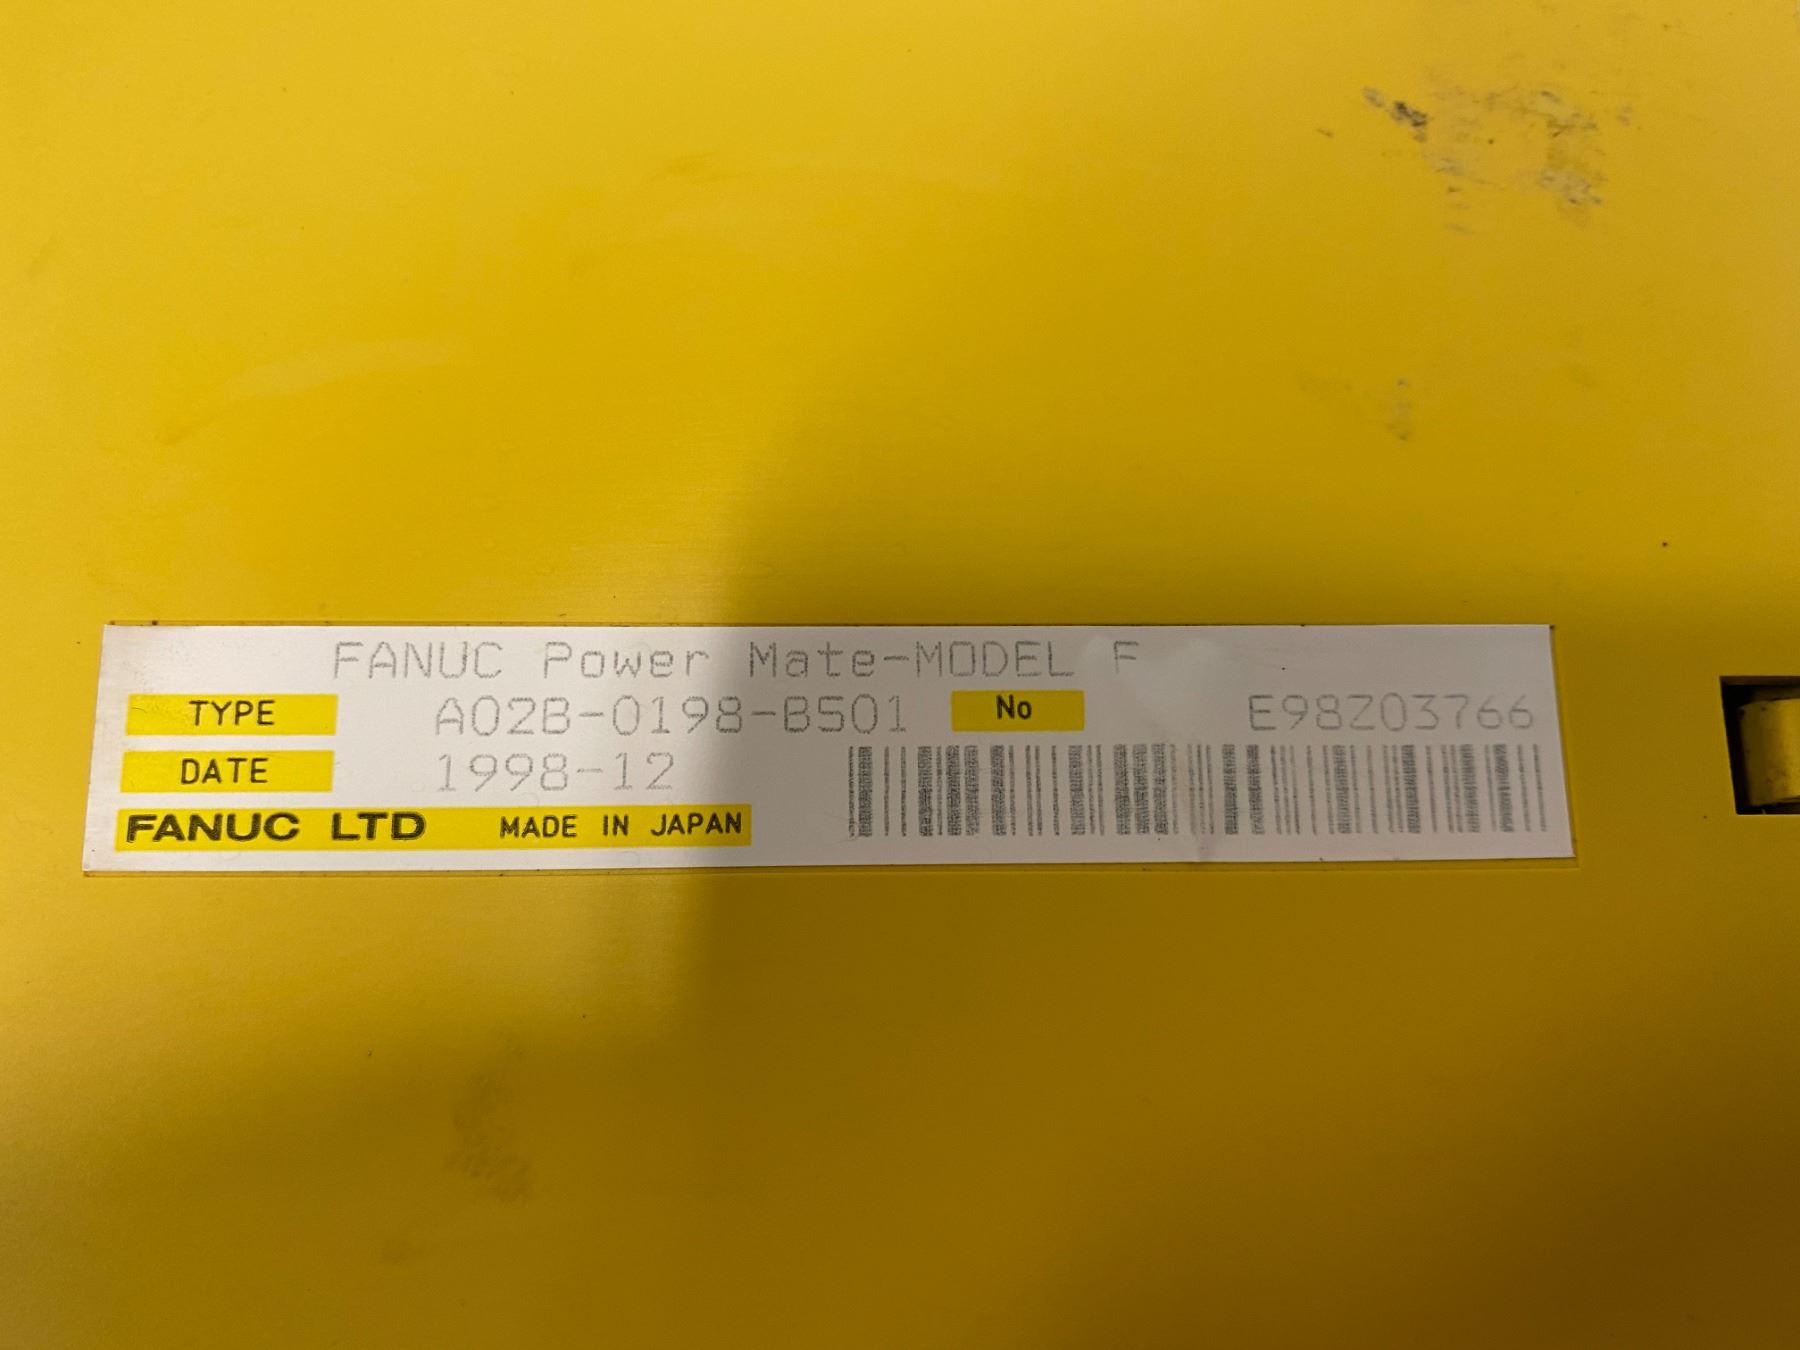 FANUC Power Mate-MODEL F
TYPE A02B-0198-B501 No E98Z03766
DATE 1998-12
FANUC LTD MADE IN JAPAN